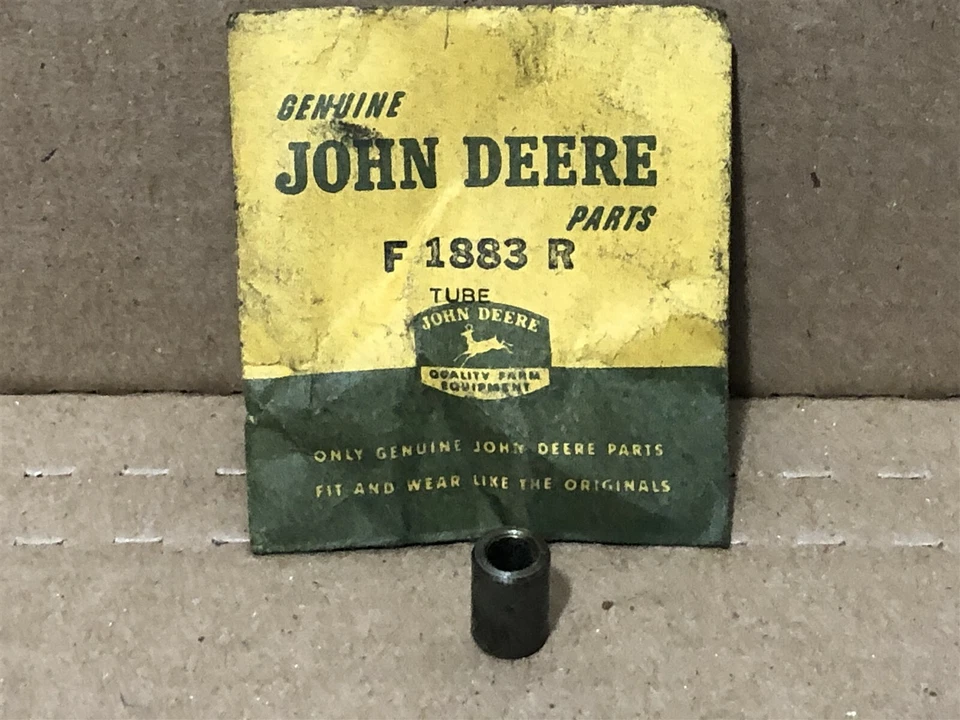 GENUINE
JOHN DEERE
PARTS
F 1883 R
TUBE
JOHN DEERE
QUALITY FARM
EQUIPMENT
ONLY GENUINE JOHN DEERE PARTS
FIT AND WEAR LIKE THE ORIGINALS